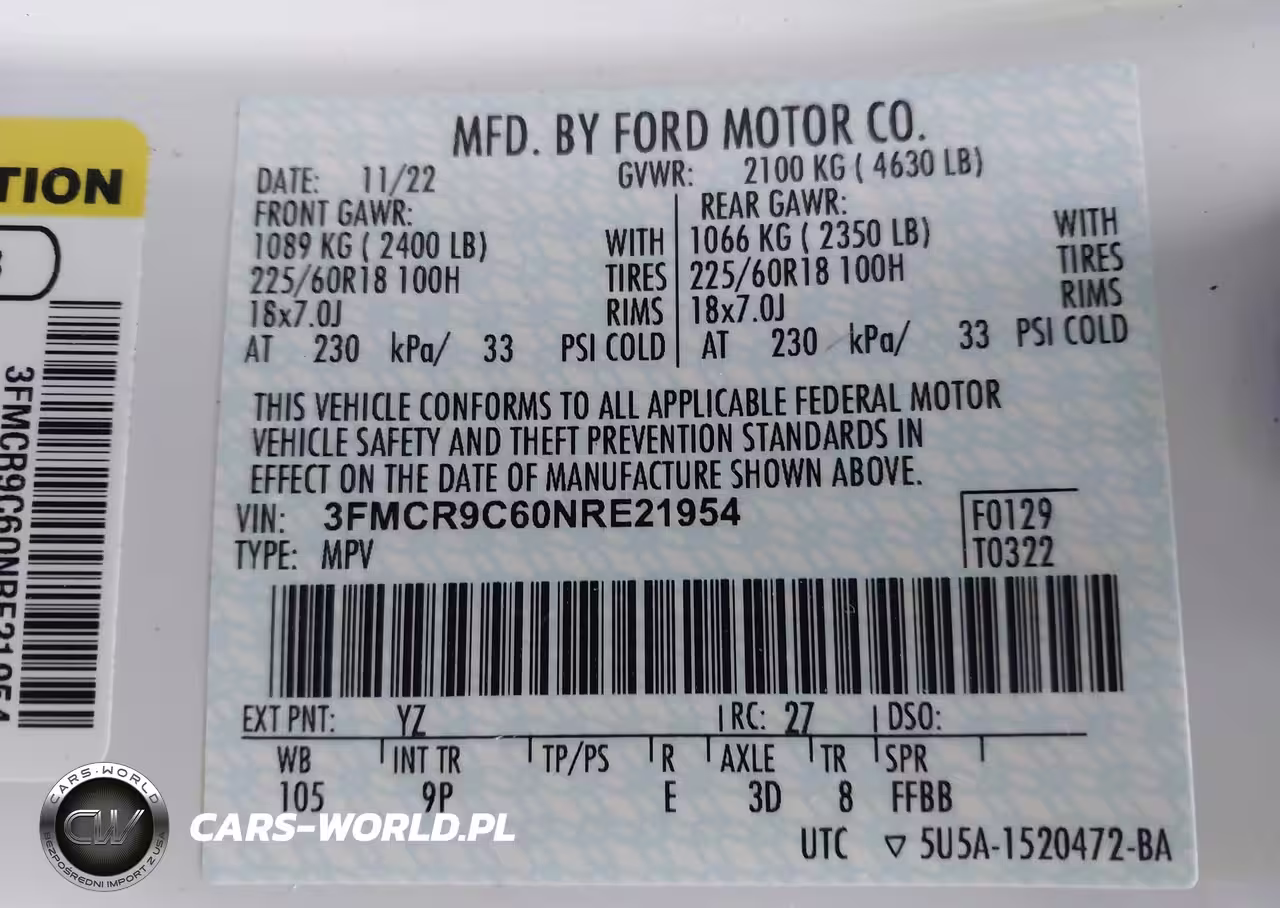 MFD. BY FORD MOTOR CO.
DATE: 11/22 GVWR: 2100 KG ( 4630 LB)
FRONT GAWR: REAR GAWR:
1089 KG ( 2400 LB) WITH 1066 KG ( 2350 LB) WITH
225/60R18 100H TIRES 225/60R18 100H TIRES
18x7.0J RIMS 18x7.0J RIMS
AT 230 kPa/ 33 PSI COLD AT 230 kPa/ 33 PSI COLD
THIS VEHICLE CONFORMS TO ALL APPLICABLE FEDERAL MOTOR
VEHICLE SAFETY AND THEFT PREVENTION STANDARDS IN
EFFECT ON THE DATE OF MANUFACTURE SHOWN ABOVE.
VIN: 3FMCR9C60NRE21954 F0129
TYPE: MPV T0322
EXT PNT: YZ RC: 27 DSO:
WB INT TR TP/PS R AXLE TR SPR
105 9P E 3D 8 FFBB
UTC ▽ 5U5A-1520472-BA
TION
3FMCR9C60NRE21954
CARS-WORLD
CW
BEZPOŚREDNI IMPORT Z USA
CARS-WORLD.PL